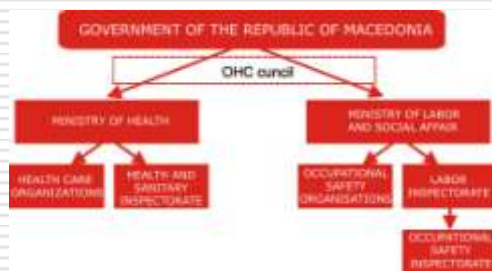 GOVERNMENT OF THE REPUBLIC OF MACEDONIA
OHC cuncil
MINISTRY OF HEALTH
MINISTRY OF LABOR
AND SOCIAL AFFAIR
HEALTH CARE
ORGANIZATIONS
HEALTH AND
SANITARY
INSPECTORATE
OCCUPATIONAL
SAFETY
ORGANISATIONS
LABOR
INSPECTORATE
OCCUPATIONAL
SAFETY
INSPECTORATE